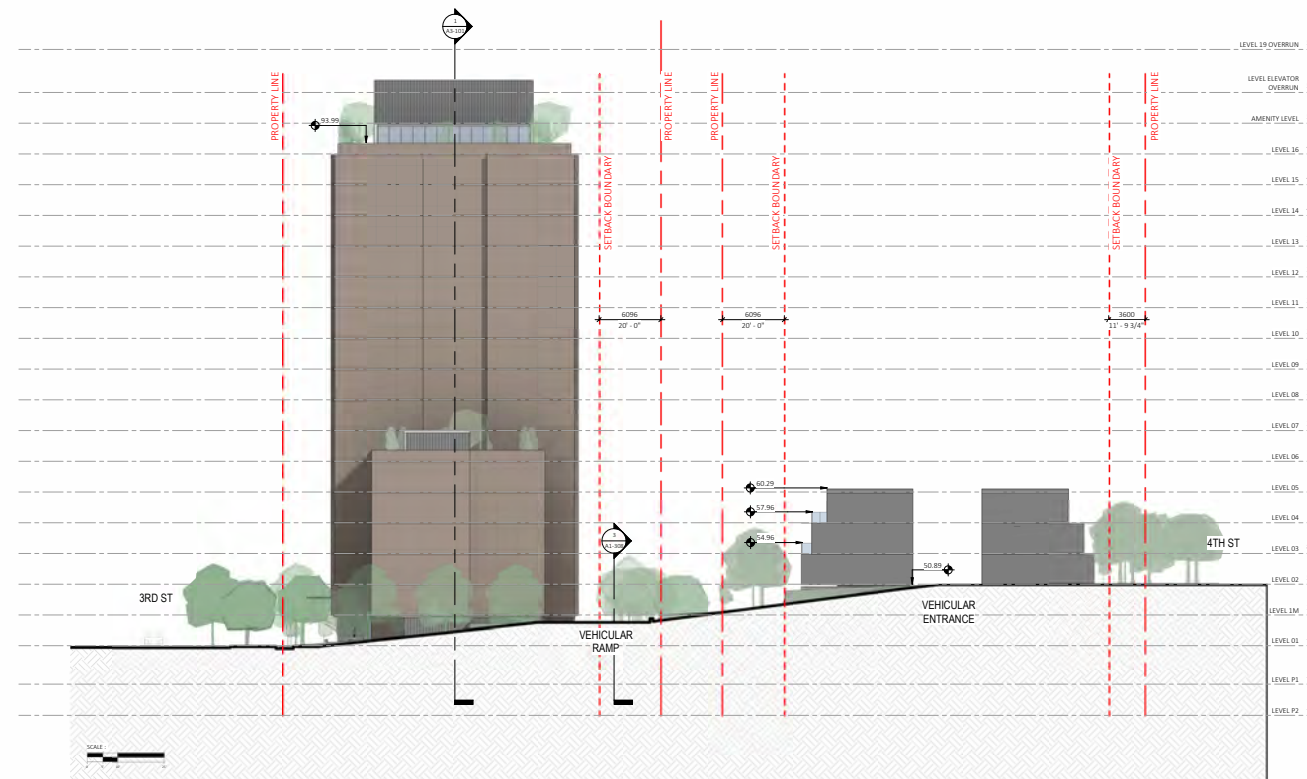 1
A3-101
LEVEL 19 OVERRUN
LEVEL ELEVATOR
OVERRUN
AMENITY LEVEL
LEVEL 16
LEVEL 15
LEVEL 14
LEVEL 13
LEVEL 12
LEVEL 11
LEVEL 10
LEVEL 09
LEVEL 08
LEVEL 07
LEVEL 06
LEVEL 05
LEVEL 04
LEVEL 03
LEVEL 02
LEVEL 1M
LEVEL 01
LEVEL P1
LEVEL P2
PROPERTY LINE
SETBACK BOUNDARY
PROPERTY LINE
PROPERTY LINE
SETBACK BOUNDARY
SETBACK BOUNDARY
PROPERTY LINE
93.99
6096
20' - 0"
6096
20' - 0"
3600
11' - 9 3/4"
60.29
57.96
54.96
50.89
3
3RD ST
4TH ST
VEHICULAR
RAMP
VEHICULAR
ENTRANCE
SCALE :